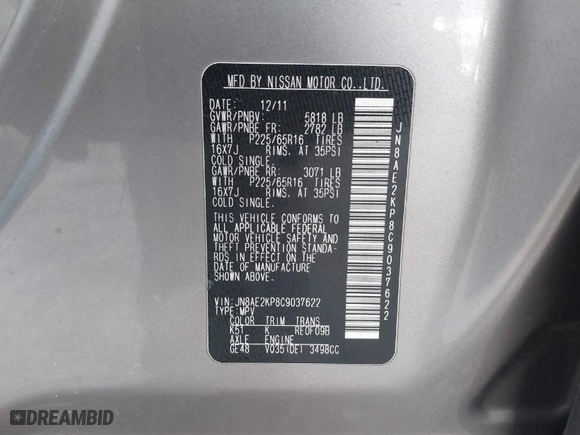 MFD BY NISSAN MOTOR CO.,LTD.
DATE: 12/11
GVWR/PNBV: 5818 LB
GAWR/PNBE FR: 2782 LB
WITH P225/65R16 TIRES
16X7J RIMS. AT 35PSI
COLD SINGLE.
GAWR/PNBE RR: 3071 LB
WITH P225/65R16 TIRES
16X7J RIMS. AT 35PSI
COLD SINGLE.
THIS VEHICLE CONFORMS TO
ALL APPLICABLE FEDERAL
MOTOR VEHICLE SAFETY AND
THEFT PREVENTION STANDA-
RDS IN EFFECT ON THE DATE
OF MANUFACTURE SHOWN
ABOVE.
VIN: JN8AE2KP8C9037622
TYPE: MPV
COLOR TRIM TRANS
K51 K RE0F09B
AXLE ENGINE
GE48 VQ35(DE) 3498CC
JN8AE2KP8C9037622
DREAMBID